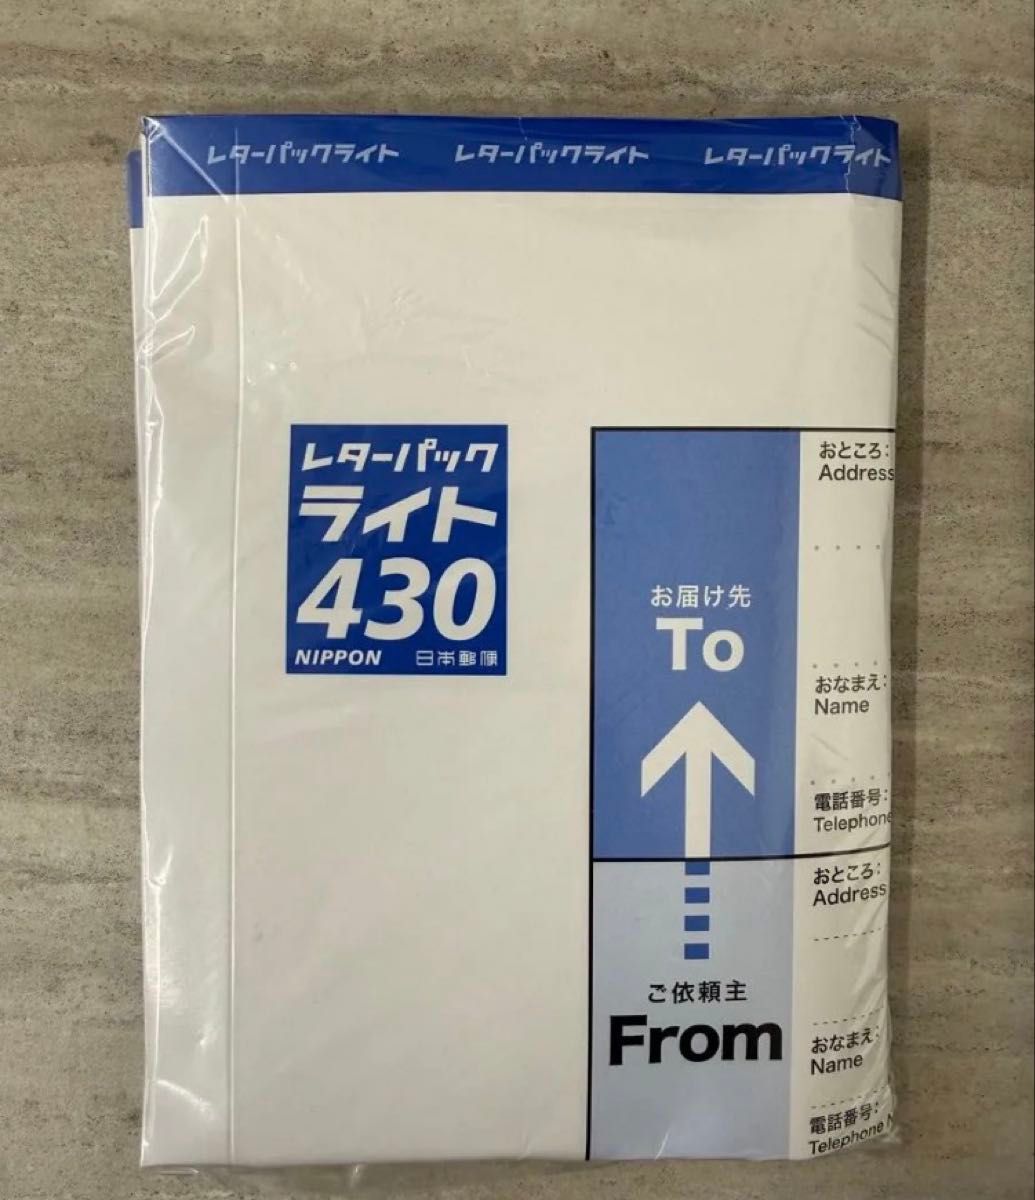 レターパックライト レターパックライト レターパックライト
レターパック
ライト
430
NIPPON 日本郵便
お届け先
To
おところ:
Address
おなまえ:
Name
電話番号:
Telephone
ご依頼主
From
おところ:
Address
おなまえ:
Name
電話番号:
Telephone N